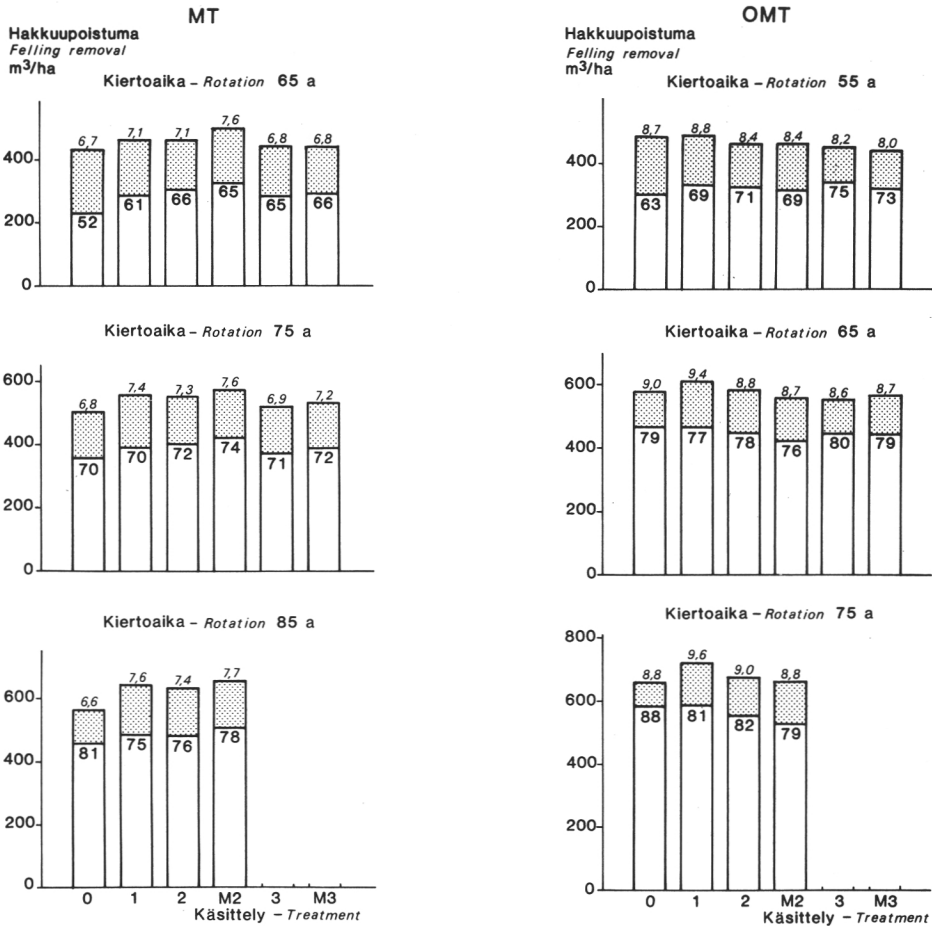 MT
Hakkuupoistuma
Felling removal
m³/ha
Kiertoaika – Rotation 65 a
6,7 7,1 7,1 7,6 6,8 6,8
400
200
0
52 61 66 65 65 66
Kiertoaika – Rotation 75 a
6,8 7,4 7,3 7,6 6,9 7,2
600
400
200
0
70 70 72 74 71 72
Kiertoaika – Rotation 85 a
6,6 7,6 7,4 7,7
600
400
200
0
81 75 76 78
0 1 2 M2 3 M3
Käsittely – Treatment
OMT
Hakkuupoistuma
Felling removal
m³/ha
Kiertoaika – Rotation 55 a
8,7 8,8 8,4 8,4 8,2 8,0
400
200
0
63 69 71 69 75 73
Kiertoaika – Rotation 65 a
9,0 9,4 8,8 8,7 8,6 8,7
600
400
200
0
79 77 78 76 80 79
Kiertoaika – Rotation 75 a
8,8 9,6 9,0 8,8
800
600
400
200
0
88 81 82 79
0 1 2 M2 3 M3
Käsittely – Treatment